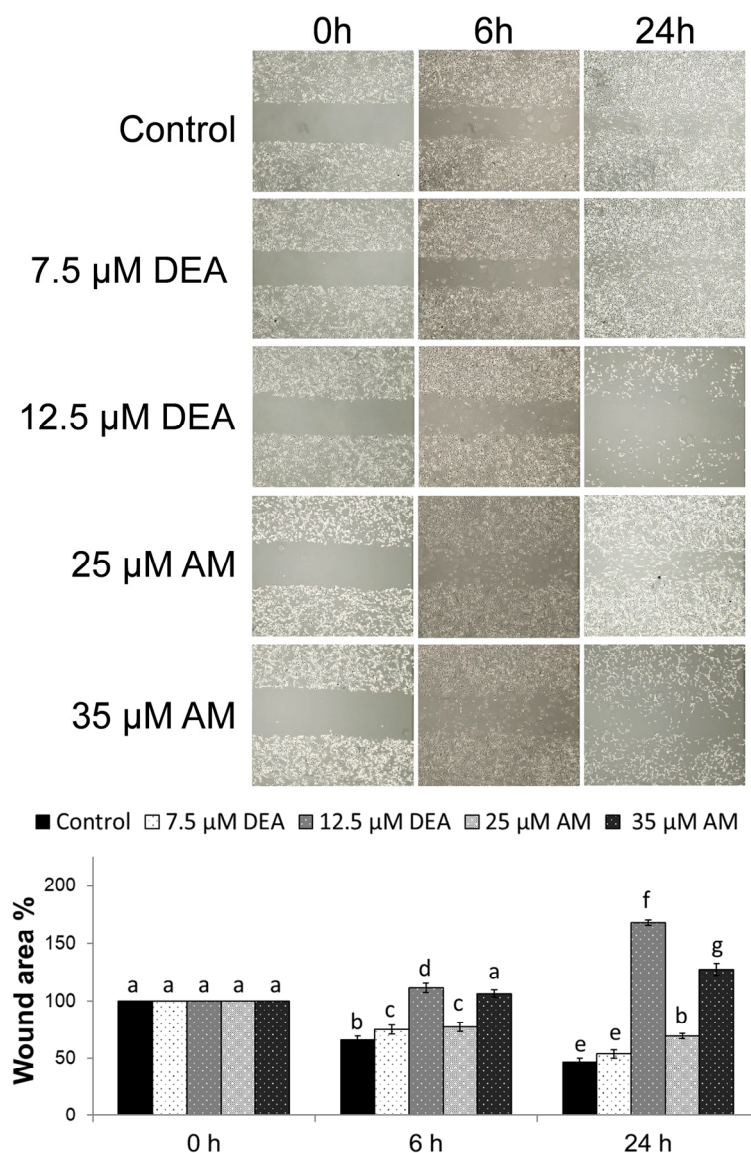 0h 6h 24h
Control
7.5 µM DEA
12.5 µM DEA
25 µM AM
35 µM AM
Control 7.5 µM DEA 12.5 µM DEA 25 µM AM 35 µM AM
Wound area %
200
150
100
50
0
a a a a a
b c d c a
e e f b g
0 h 6 h 24 h